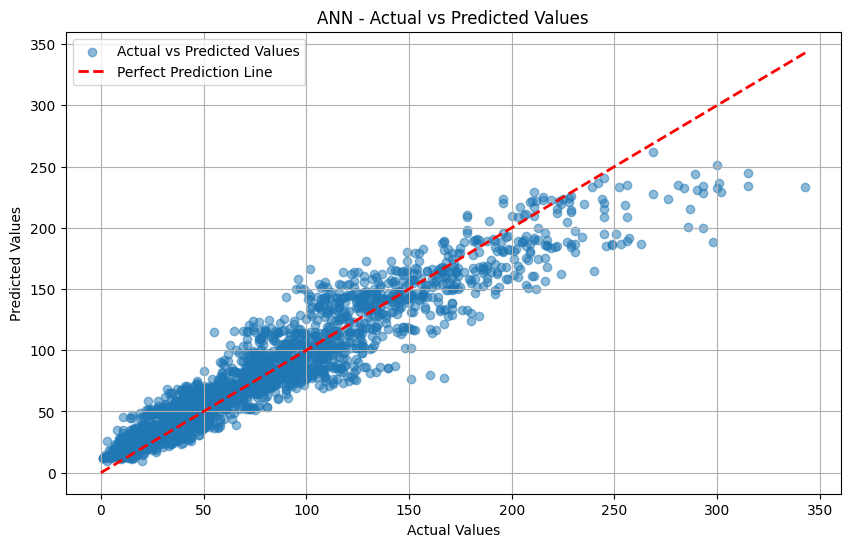 ANN - Actual vs Predicted Values
Actual vs Predicted Values
Perfect Prediction Line
350
300
250
200
150
100
50
0
Predicted Values
0 50 100 150 200 250 300 350
Actual Values